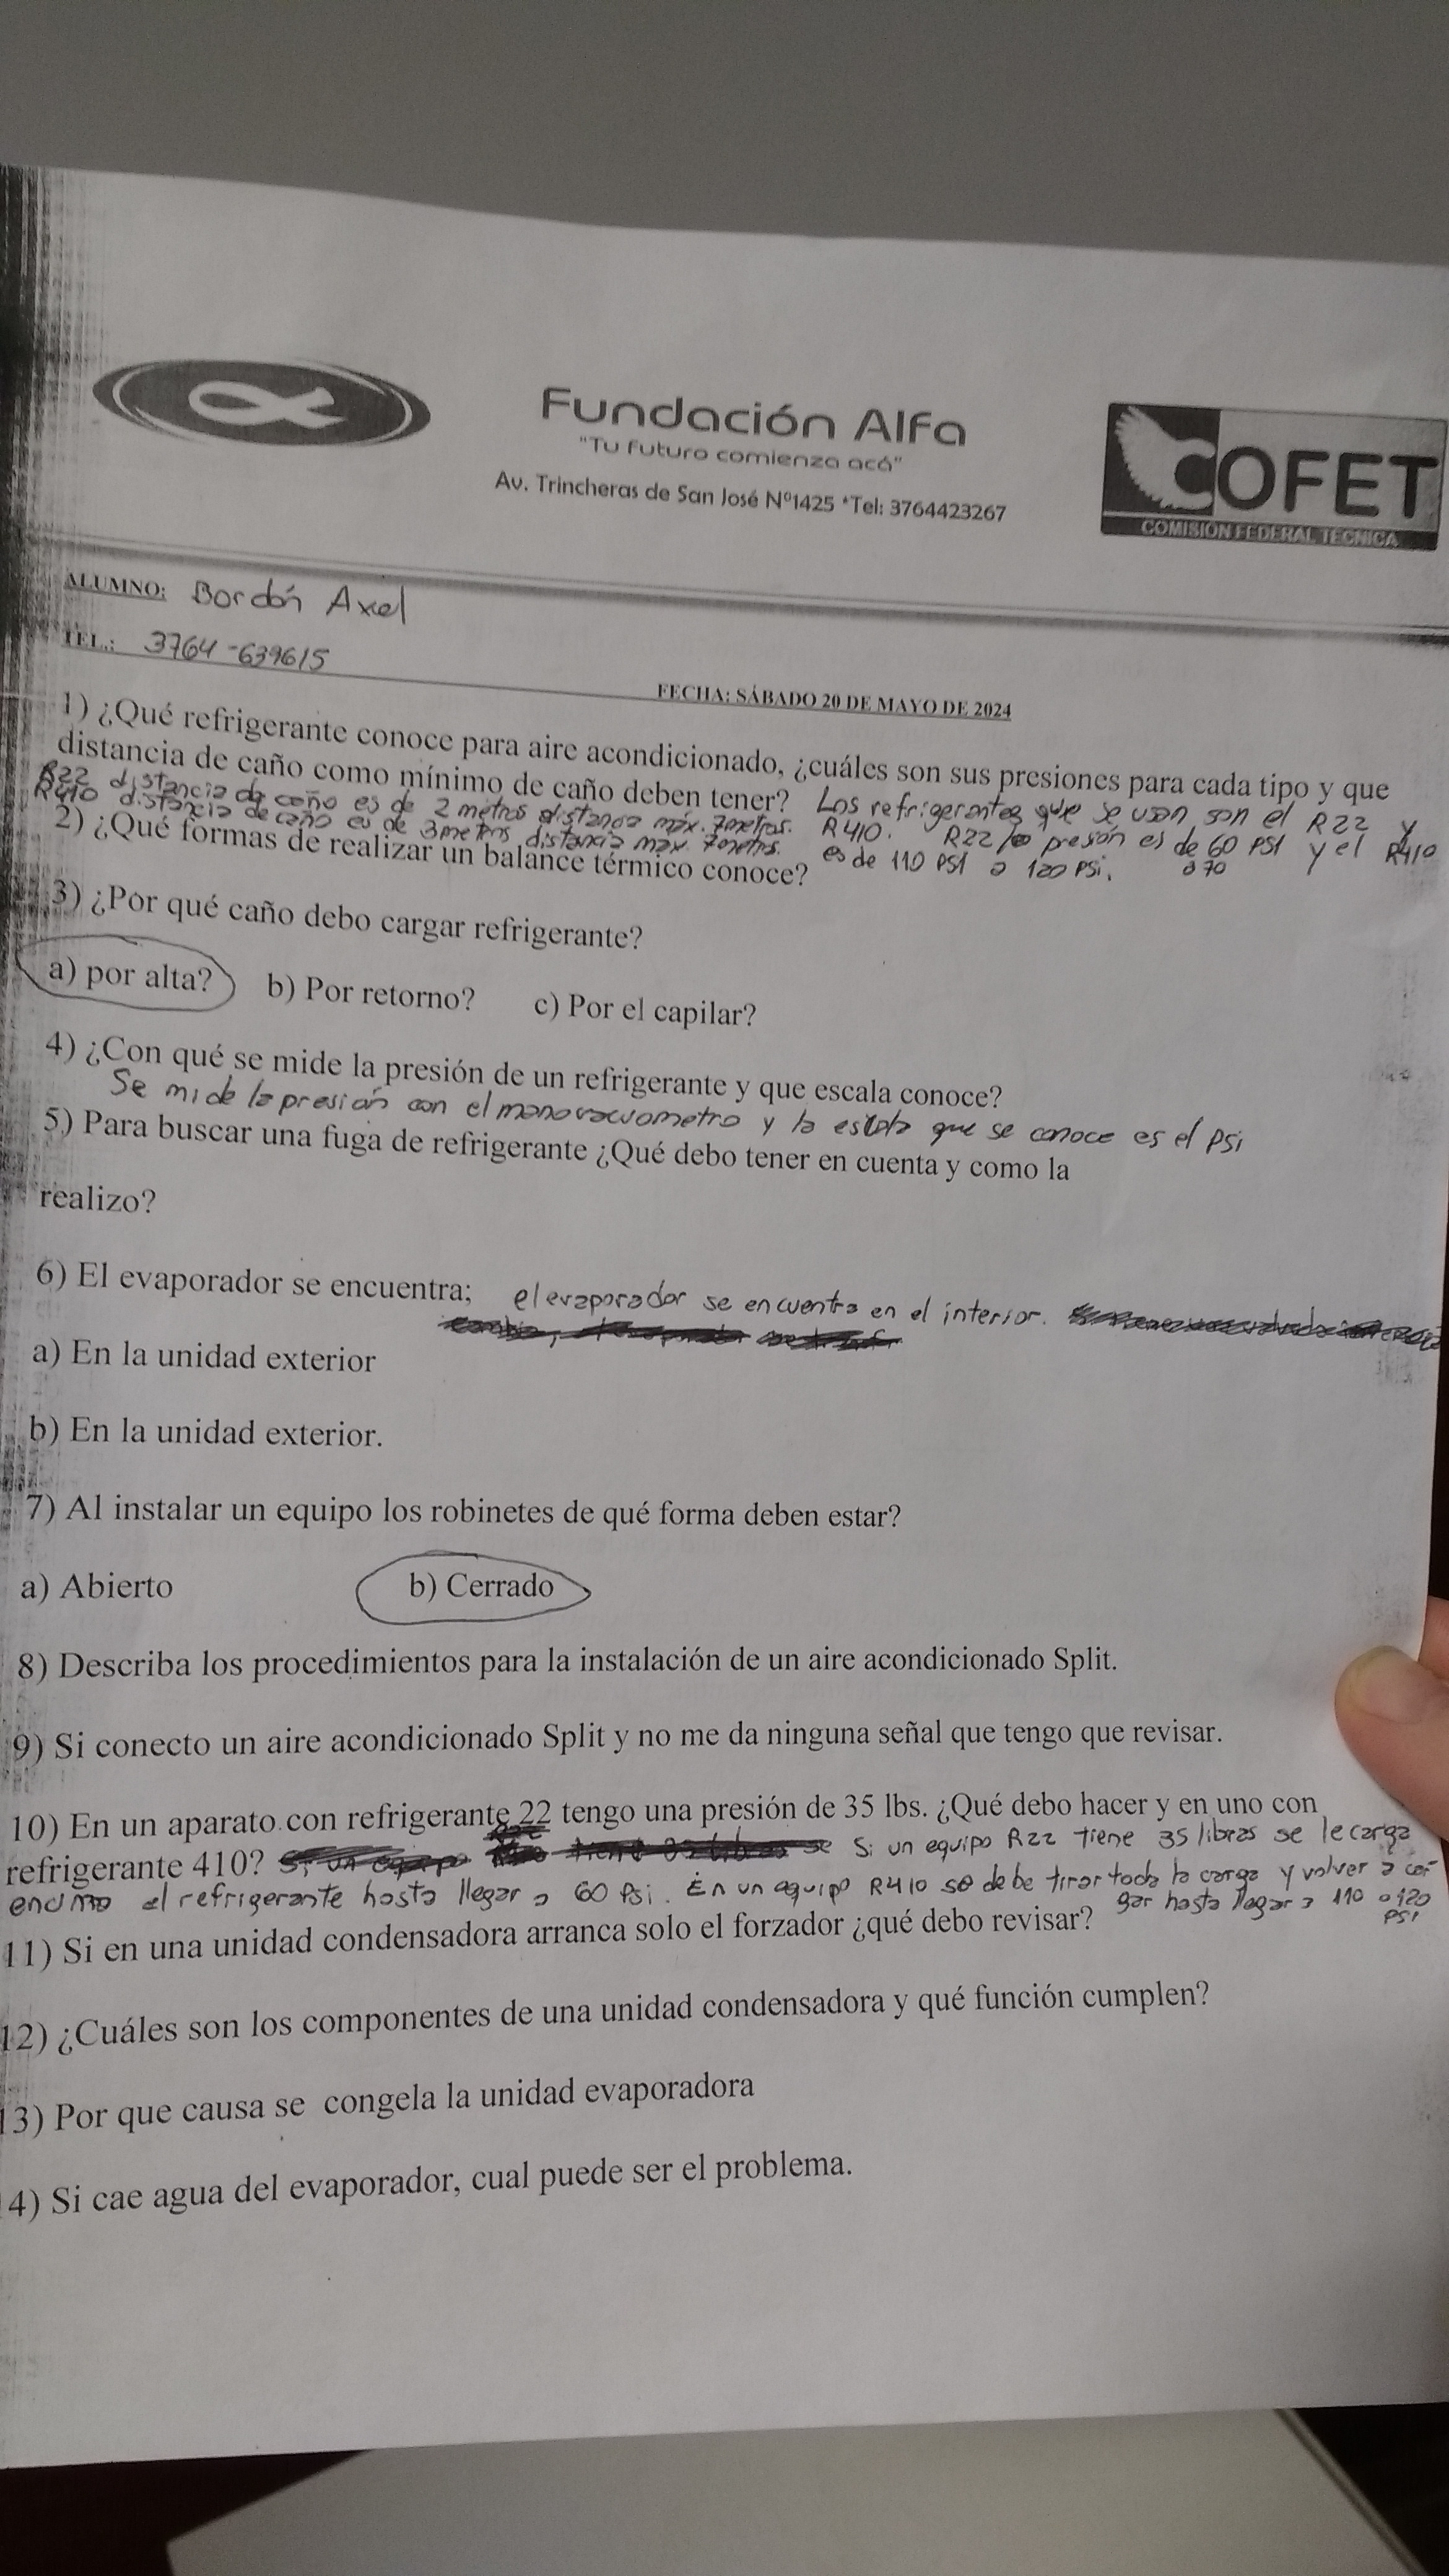 Fundación Alfa
"Tu futuro comienza acá"
Av. Trincheras de San José Nº1425 *Tel: 3764423267
COFET
COMISIÓN FEDERAL TÉCNICA
ALUMNO: Bordón Axel
TEL.: 3764-639615
FECHA: SÁBADO 20 DE MAYO DE 2024
1) ¿Qué refrigerante conoce para aire acondicionado, ¿cuáles son sus presiones para cada tipo y que
distancia de caño como mínimo de caño deben tener? Los refrigerantes que se usan son el R22 y
R410. R22 la presión es de 60 PSI y el R410
ó 70
es de 110 PSI a 120 PSi.
R22 distancia de caño es de 2 metros distancia máx. 7metros.
R410 distancia de caño es de 3metros distancia max. 7metros.
2) ¿Qué formas de realizar un balance térmico conoce?
3) ¿Por qué caño debo cargar refrigerante?
a) por alta? b) Por retorno? c) Por el capilar?
4) ¿Con qué se mide la presión de un refrigerante y que escala conoce?
Se mide la presión con el y la que se conoce es el psi
5) Para buscar una fuga de refrigerante ¿Qué debo tener en cuenta y como la
realizo?
6) El evaporador se encuentra; el evaporador se encuentra en el interior.
a) En la unidad exterior
b) En la unidad exterior.
7) Al instalar un equipo los robinetes de qué forma deben estar?
a) Abierto b) Cerrado
8) Describa los procedimientos para la instalación de un aire acondicionado Split.
9) Si conecto un aire acondicionado Split y no me da ninguna señal que tengo que revisar.
10) En un aparato con refrigerante 22 tengo una presión de 35 lbs. ¿Qué debo hacer y en uno con
refrigerante 410? Si un equipo R22 tiene 35 libras se le carga
encima el refrigerante hasta llegar a 60 Psi. En un equipo R410 se debe tirar toda la carga y volver a car
gar hasta llegar a 110 o 120
PSI
11) Si en una unidad condensadora arranca solo el forzador ¿qué debo revisar?
12) ¿Cuáles son los componentes de una unidad condensadora y qué función cumplen?
13) Por que causa se congela la unidad evaporadora
4) Si cae agua del evaporador, cual puede ser el problema.